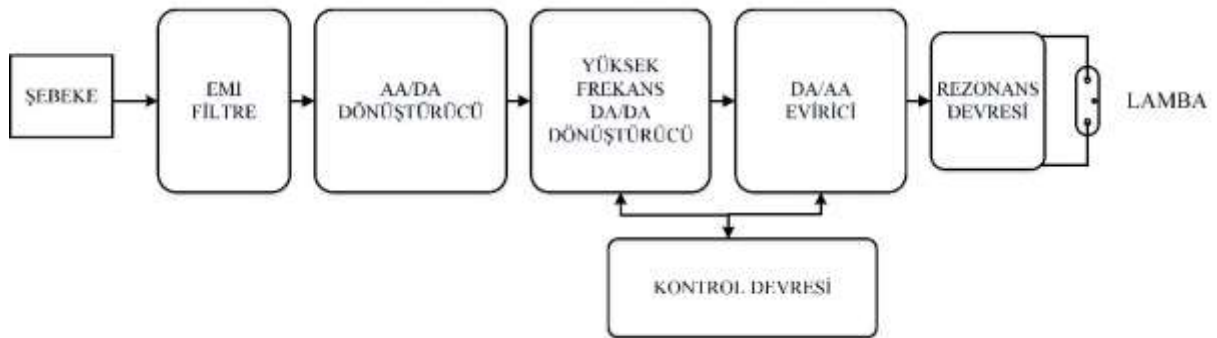 ŞEBEKE
EMI
FİLTRE
AA/DA
DÖNÜŞTÜRÜCÜ
YÜKSEK
FREKANS
DA/DA
DÖNÜŞTÜRÜCÜ
DA/AA
EVİRİCİ
REZONANS
DEVRESİ
LAMBA
KONTROL DEVRESİ